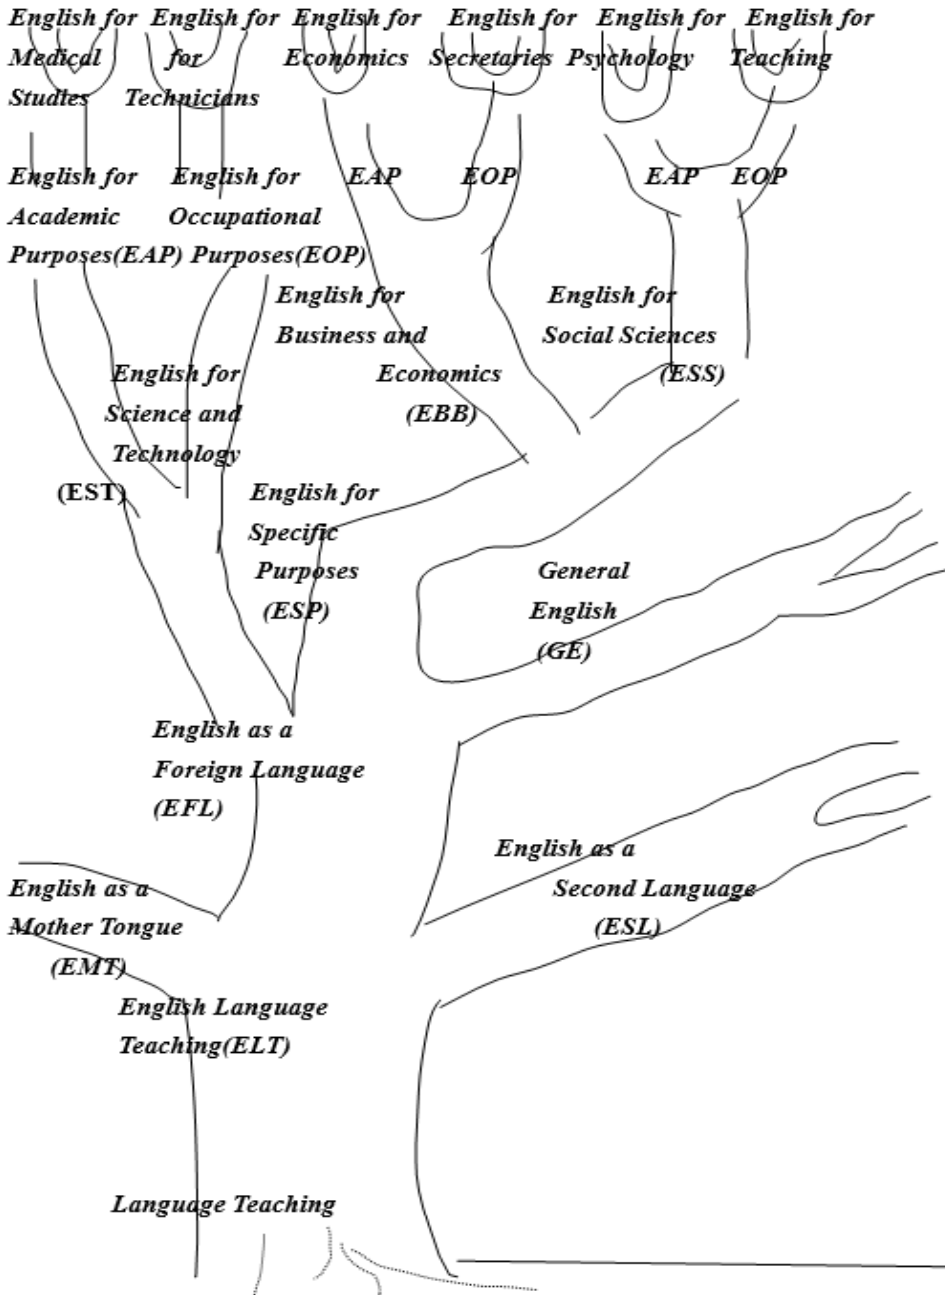 English for English for English for English for English for English for
Medical for Economics Secretaries Psychology Teaching
Studies Technicians
English for English for EAP EOP EAP EOP
Academic Occupational
Purposes(EAP) Purposes(EOP)
English for English for
Business and Social Sciences
English for Economics (ESS)
Science and (EBB)
Technology
(EST) English for
Specific
Purposes General
(ESP) English
(GE)
English as a
Foreign Language
(EFL)
English as a
English as a Second Language
Mother Tongue (ESL)
(EMT)
English Language
Teaching(ELT)
Language Teaching